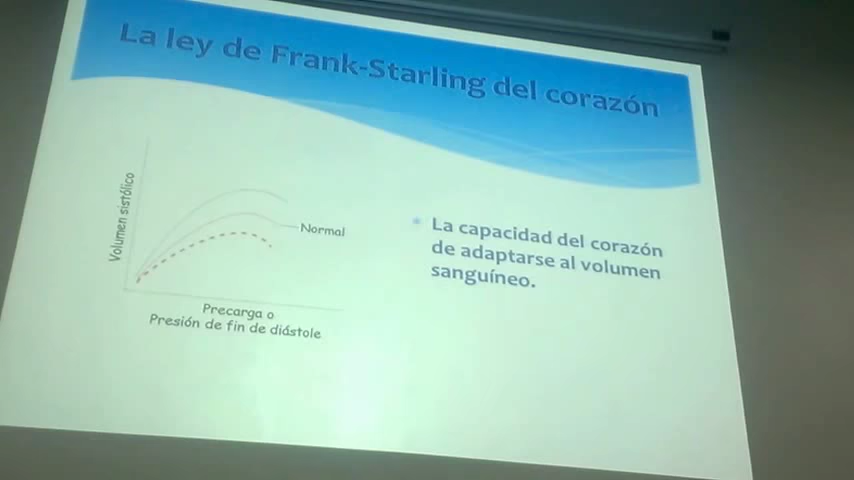 La ley de Frank-Starling del corazón
Volumen sistólico
Normal
Precarga o
Presión de fin de diástole
* La capacidad del corazón
de adaptarse al volumen
sanguíneo.